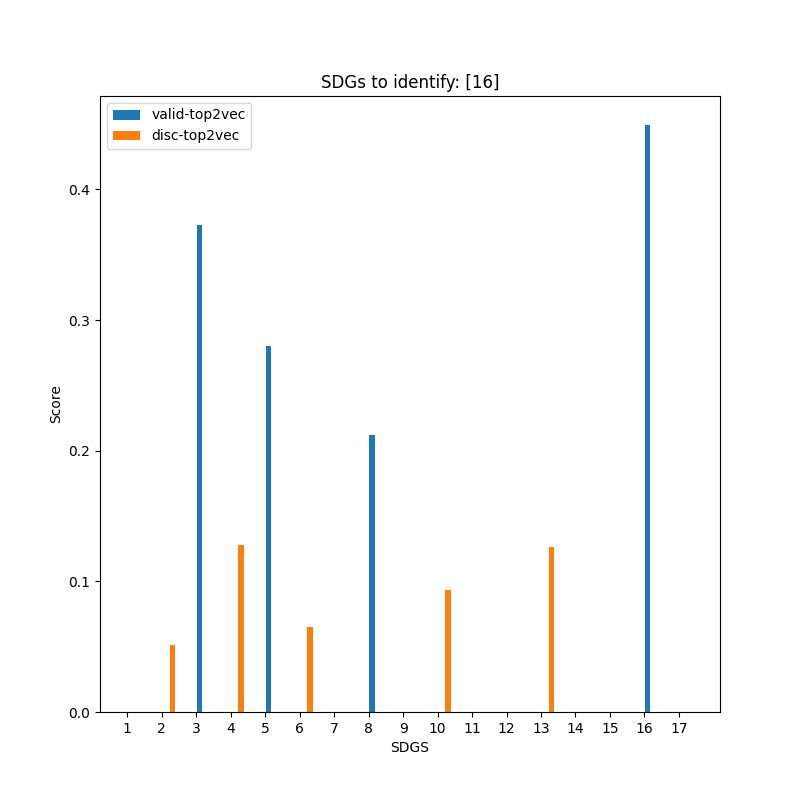 SDGs to identify: [16]
valid-top2vec
disc-top2vec
0.4
0.3
0.2
0.1
0.0
Score
1 2 3 4 5 6 7 8 9 10 11 12 13 14 15 16 17
SDGS